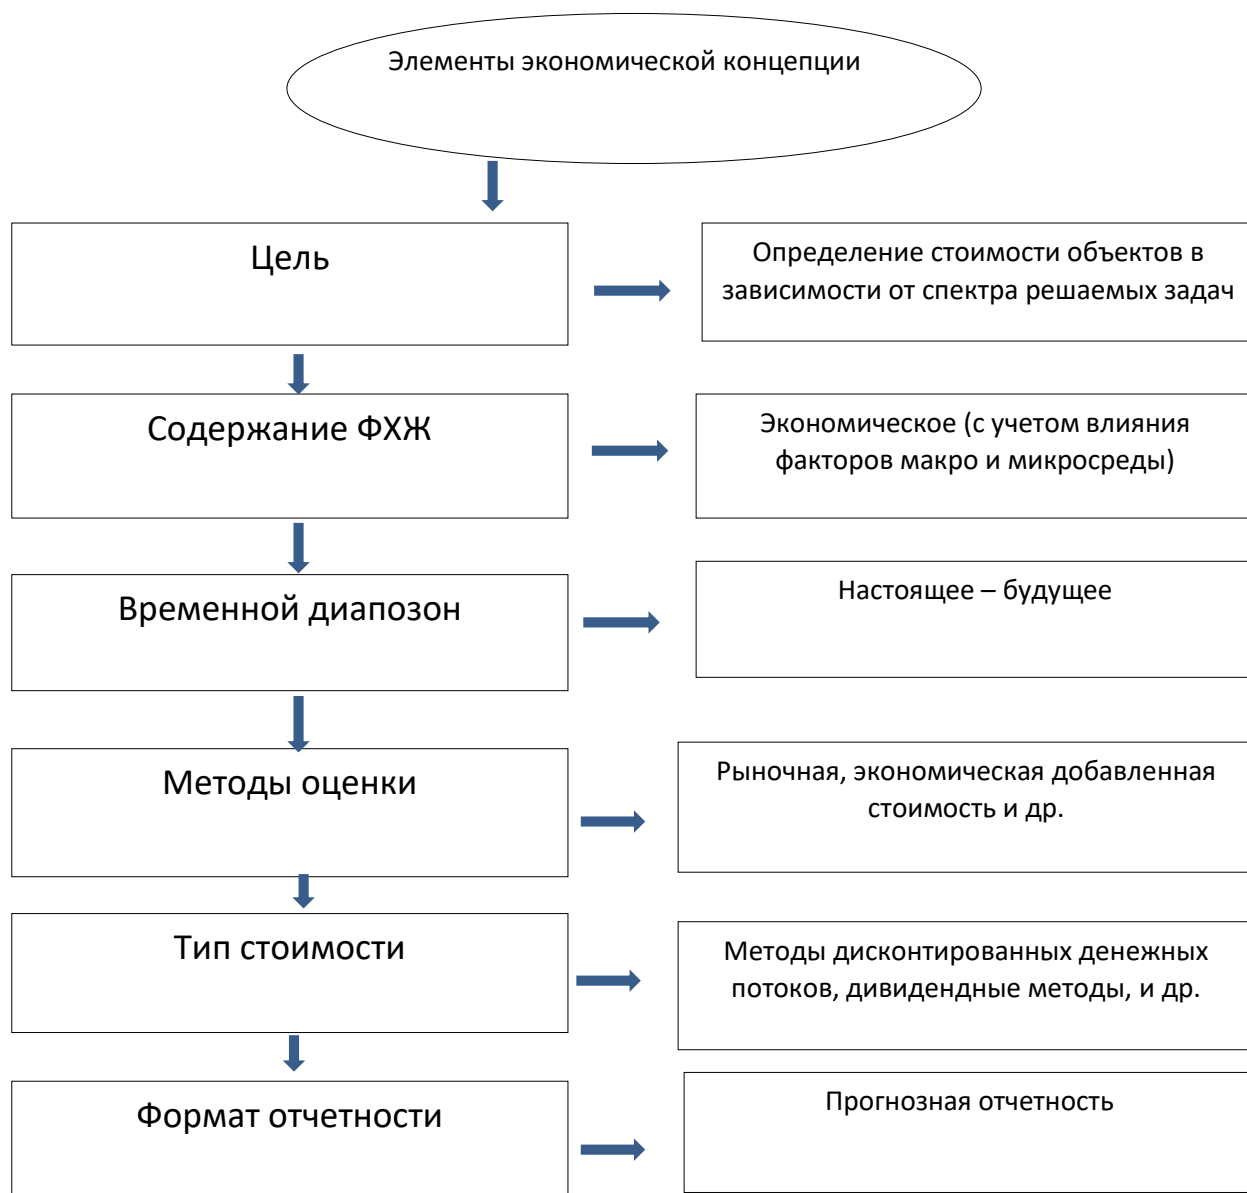 Элементы экономической концепции
Цель
Определение стоимости объектов в
зависимости от спектра решаемых задач
Содержание ФХЖ
Экономическое (с учетом влияния
факторов макро и микросреды)
Временной диапозон
Настоящее – будущее
Методы оценки
Рыночная, экономическая добавленная
стоимость и др.
Тип стоимости
Методы дисконтированных денежных
потоков, дивидендные методы, и др.
Формат отчетности
Прогнозная отчетность